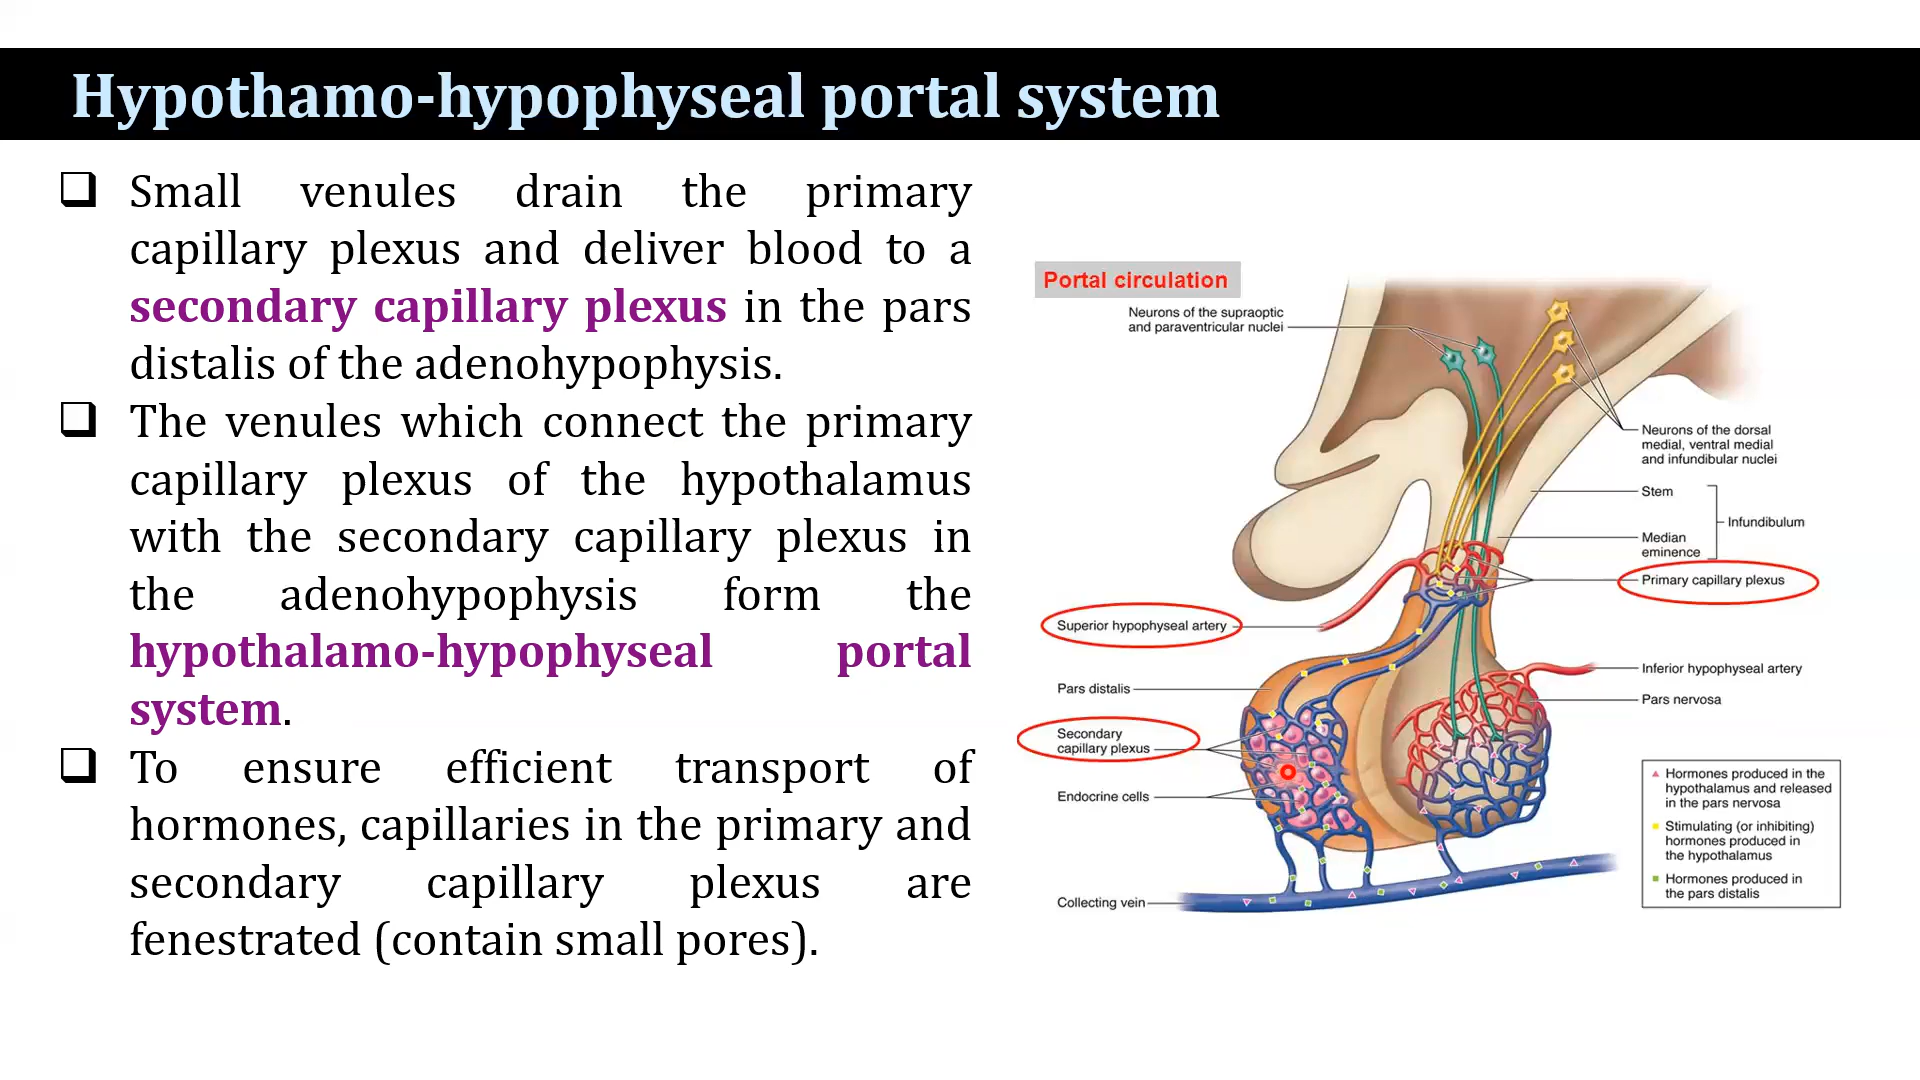 Hypothamo-hypophyseal portal system
Small venules drain the primary
capillary plexus and deliver blood to a
secondary capillary plexus in the pars
distalis of the adenohypophysis.
The venules which connect the primary
capillary plexus of the hypothalamus
with the secondary capillary plexus in
the adenohypophysis form the
hypothalamo-hypophyseal portal
system.
To ensure efficient transport of
hormones, capillaries in the primary and
secondary capillary plexus are
fenestrated (contain small pores).
Portal circulation
Neurons of the supraoptic
and paraventricular nuclei
Neurons of the dorsal
medial, ventral medial
and infundibular nuclei
Stem
Infundibulum
Median
eminence
Primary capillary plexus
Superior hypophyseal artery
Inferior hypophyseal artery
Pars distalis
Pars nervosa
Secondary
capillary plexus
Endocrine cells
Collecting vein
Hormones produced in the
hypothalamus and released
in the pars nervosa
Stimulating (or inhibiting)
hormones produced in
the hypothalamus
Hormones produced in
the pars distalis